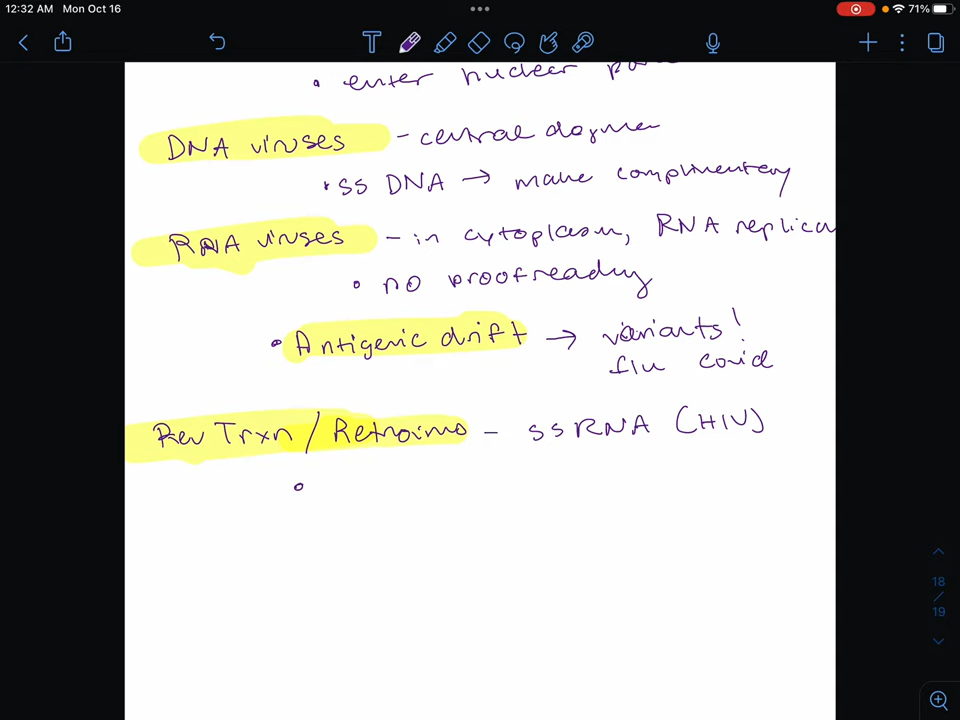 12:32 AM Mon Oct 16
71%
T
• enter nuclear
DNA viruses - central dogma
• SS DNA → make complimentary
RNA viruses - in cytoplasm, RNA replica
• no proofreading
• Antigenic drift → variants!
flu covid
Rev Trxn / Retrovirus - ssRNA (HIV)
•
18
/
19